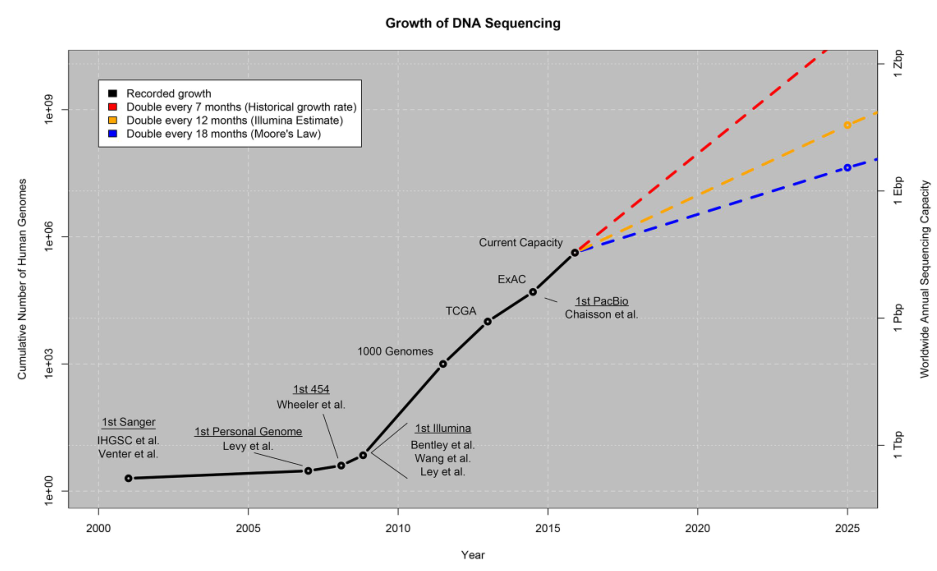 Growth of DNA Sequencing
Recorded growth
Double every 7 months (Historical growth rate)
Double every 12 months (Illumina Estimate)
Double every 18 months (Moore's Law)
Cumulative Number of Human Genomes
1e+09
1e+06
1e+03
1e+00
Worldwide Annual Sequencing Capacity
1 Zbp
1 Ebp
1 Pbp
1 Tbp
Current Capacity
ExAC
1st PacBio
Chaisson et al.
TCGA
1000 Genomes
1st 454
Wheeler et al.
1st Sanger
IHGSC et al.
Venter et al.
1st Personal Genome
Levy et al.
1st Illumina
Bentley et al.
Wang et al.
Ley et al.
2000 2005 2010 2015 2020 2025
Year